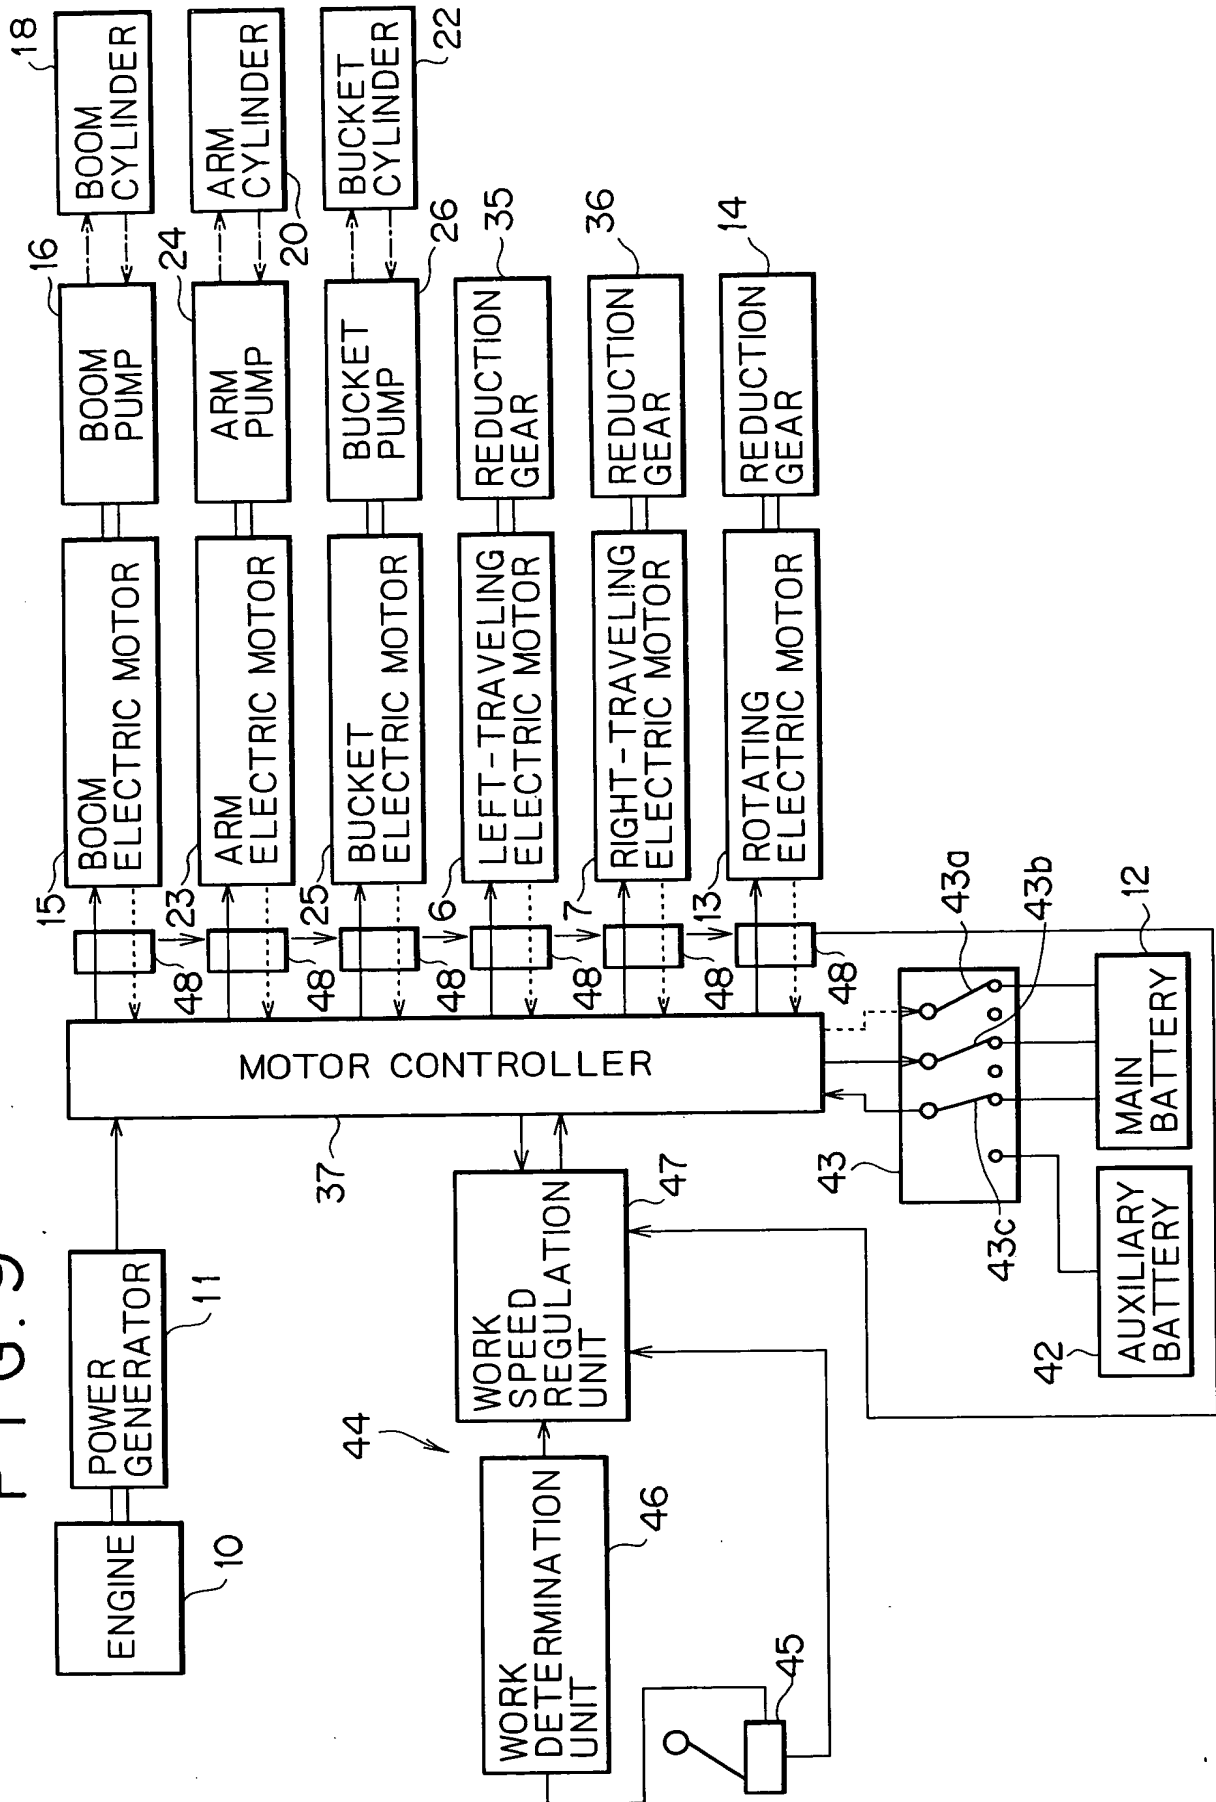 FIG. 9
ENGINE
10
POWER
GENERATOR
11
MOTOR CONTROLLER
37
15
BOOM
ELECTRIC MOTOR
16
BOOM
PUMP
18
BOOM
CYLINDER
48
23
ARM
ELECTRIC MOTOR
24
ARM
PUMP
20
ARM
CYLINDER
48
25
BUCKET
ELECTRIC MOTOR
BUCKET
PUMP
26
BUCKET
CYLINDER
22
48
6
LEFT-TRAVELING
ELECTRIC MOTOR
REDUCTION
GEAR
35
48
7
RIGHT-TRAVELING
ELECTRIC MOTOR
REDUCTION
GEAR
36
48
13
ROTATING
ELECTRIC MOTOR
REDUCTION
GEAR
14
48
44
WORK
DETERMINATION
UNIT
46
WORK
SPEED
REGULATION
UNIT
47
45
43
43a
43b
43c
42
AUXILIARY
BATTERY
MAIN
BATTERY
12